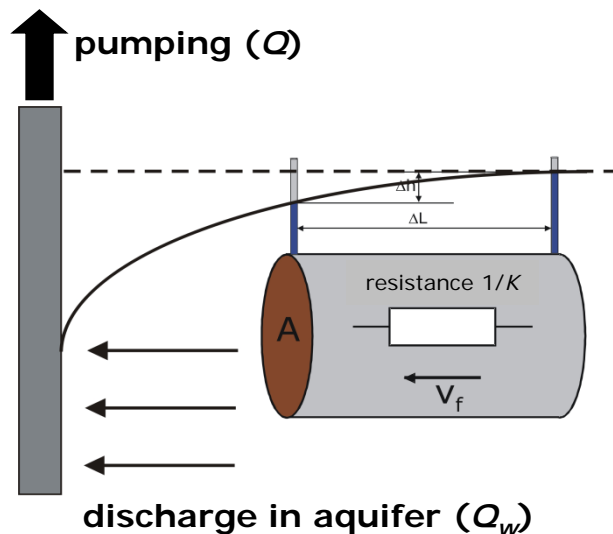 pumping (Q)
Δh
ΔL
resistance 1/K
A
v_f
discharge in aquifer (Q_w)